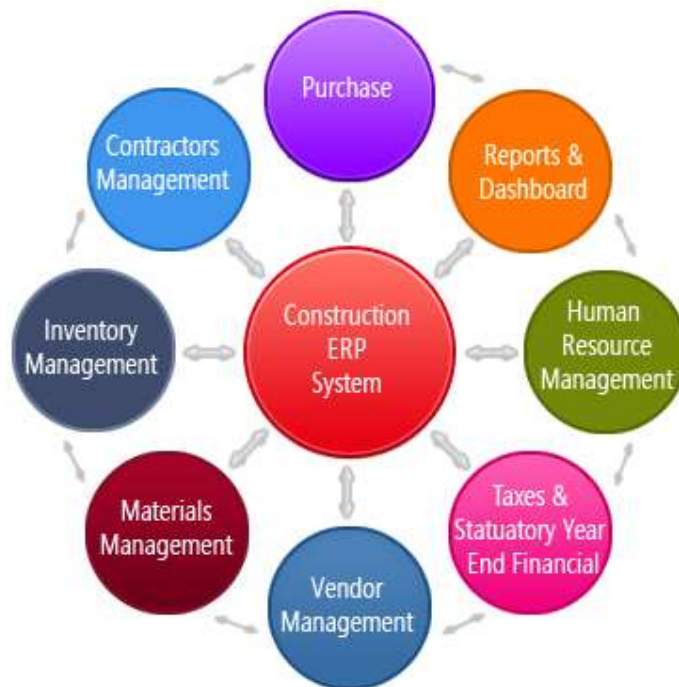 Purchase
Reports &
Dashboard
Human
Resource
Management
Taxes &
Statuatory Year
End Financial
Vendor
Management
Materials
Management
Inventory
Management
Contractors
Management
Construction
ERP
System